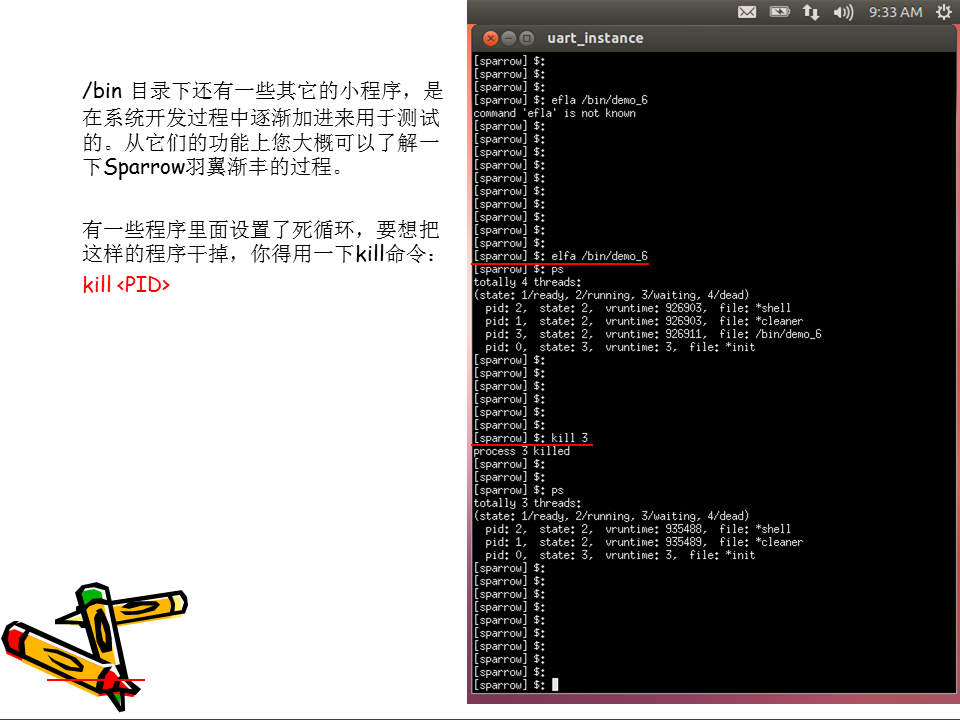 /bin 目录下还有一些其它的小程序，是
在系统开发过程中逐渐加进来用于测试
的。从它们的功能上您大概可以了解一
下Sparrow羽翼渐丰的过程。
有一些程序里面设置了死循环，要想把
这样的程序干掉，你得用一下kill命令：
kill <PID>
9:33 AM
uart_instance
[sparrow] $:
[sparrow] $:
[sparrow] $:
[sparrow] $: efla /bin/demo_6
command 'efla' is not known
[sparrow] $:
[sparrow] $:
[sparrow] $:
[sparrow] $:
[sparrow] $:
[sparrow] $:
[sparrow] $:
[sparrow] $:
[sparrow] $:
[sparrow] $:
[sparrow] $: elfa /bin/demo_6
[sparrow] $: ps
totally 4 threads:
(state: 1/ready, 2/running, 3/waiting, 4/dead)
pid: 2, state: 2, vruntime: 926903, file: *shell
pid: 1, state: 2, vruntime: 926903, file: *cleaner
pid: 3, state: 2, vruntime: 926911, file: /bin/demo_6
pid: 0, state: 3, vruntime: 3, file: *init
[sparrow] $:
[sparrow] $:
[sparrow] $:
[sparrow] $:
[sparrow] $:
[sparrow] $:
[sparrow] $: kill 3
process 3 killed
[sparrow] $:
[sparrow] $:
[sparrow] $: ps
totally 3 threads:
(state: 1/ready, 2/running, 3/waiting, 4/dead)
pid: 2, state: 2, vruntime: 935488, file: *shell
pid: 1, state: 2, vruntime: 935489, file: *cleaner
pid: 0, state: 3, vruntime: 3, file: *init
[sparrow] $:
[sparrow] $:
[sparrow] $:
[sparrow] $:
[sparrow] $:
[sparrow] $:
[sparrow] $:
[sparrow] $:
[sparrow] $:
[sparrow] $: